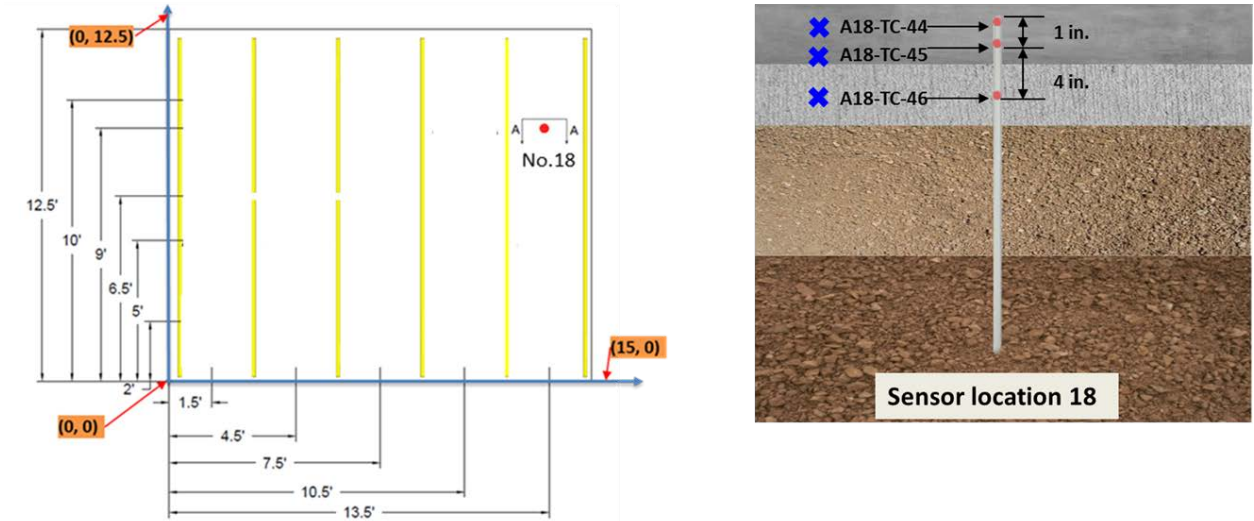 (0, 12.5)
12.5'
10'
9'
6.5'
5'
2'
A A
No.18
(15, 0)
(0, 0)
1.5'
4.5'
7.5'
10.5'
13.5'
A18-TC-44
1 in.
A18-TC-45
4 in.
A18-TC-46
Sensor location 18